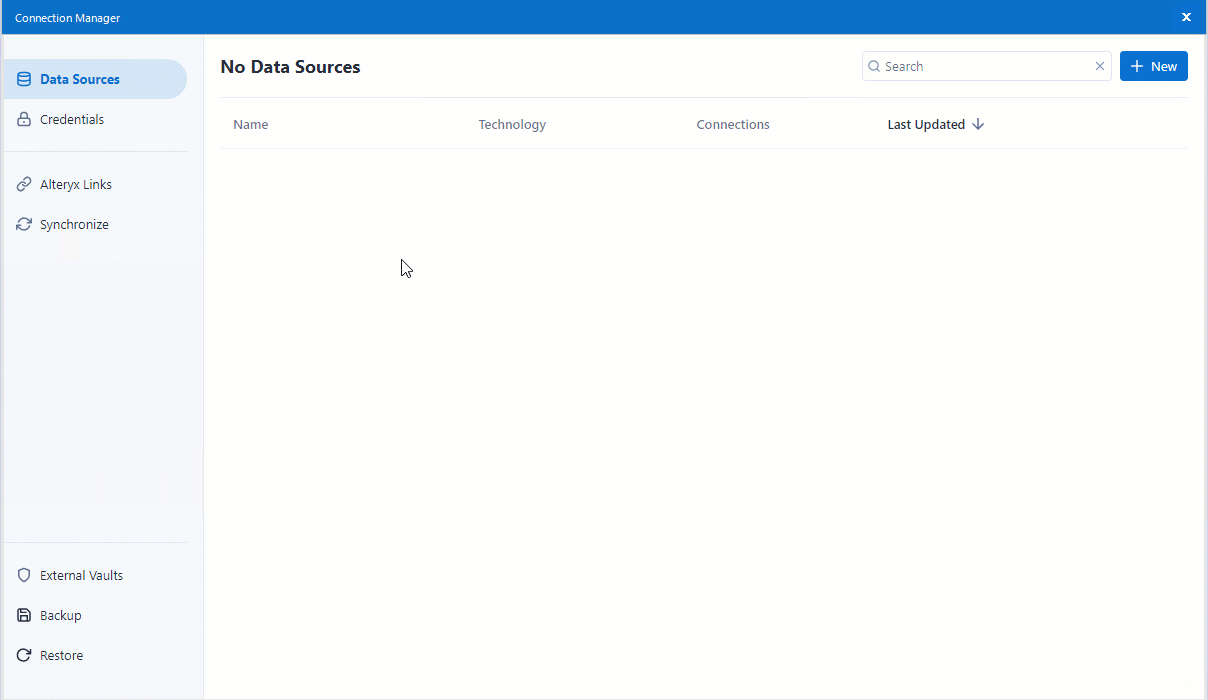 Connection Manager
Data Sources
Credentials
Alteryx Links
Synchronize
External Vaults
Backup
Restore
No Data Sources
Search
New
Name Technology Connections Last Updated